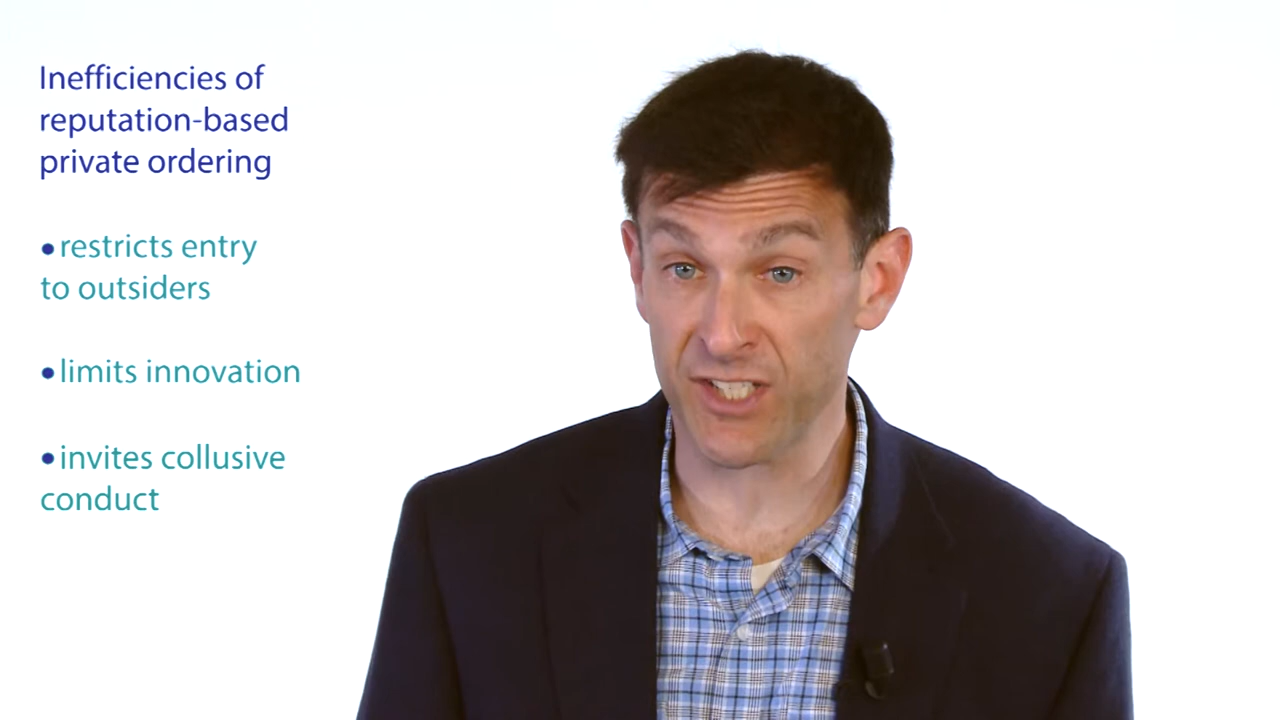 Inefficiencies of
reputation-based
private ordering
• restricts entry
to outsiders
• limits innovation
• invites collusive
conduct